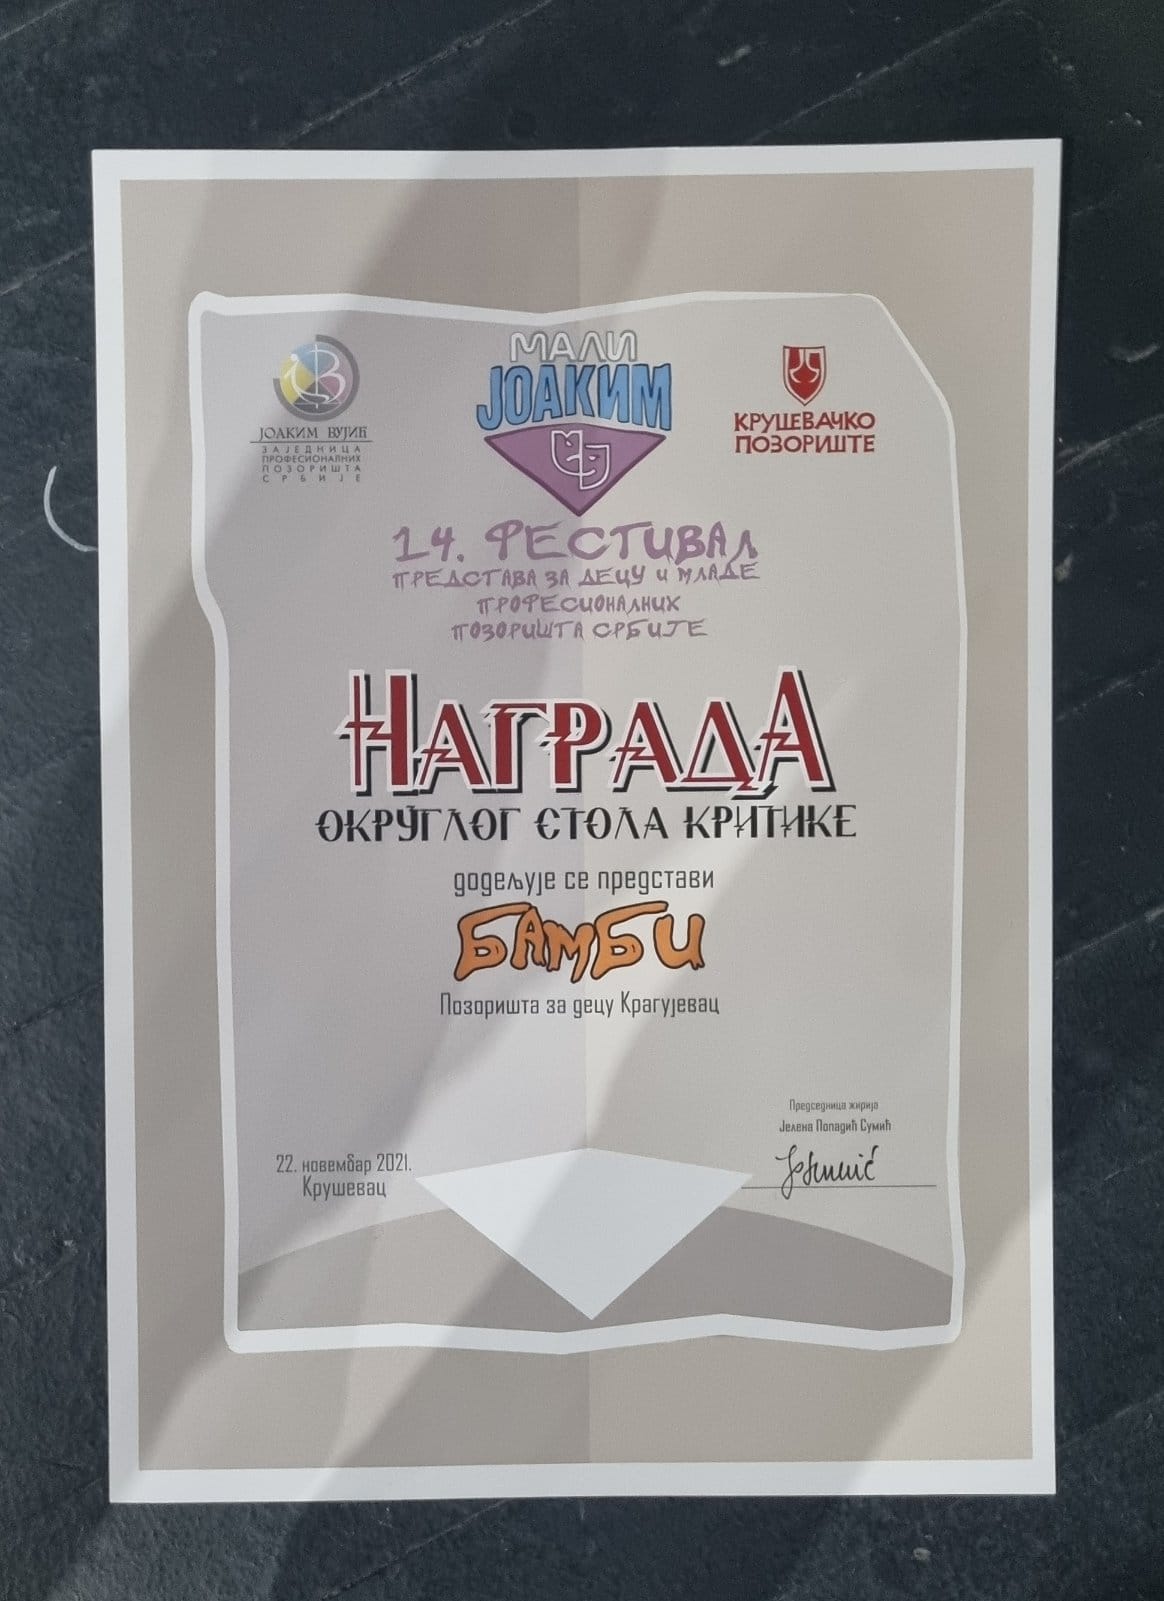 ЈОАКИМ ВУЈИЋ
ЗАЈЕДНИЦА
ПРОФЕСИОНАЛНИХ
ПОЗОРИШТА
СРБИЈЕ
МАЛИ
ЈОАКИМ
МЈ
КРУШЕВАЧКО
ПОЗОРИШТЕ
14. ФЕСТИВАЛ
ПРЕДСТАВА ЗА ДЕЦУ И МЛАДЕ
ПРОФЕСИОНАЛНИХ
ПОЗОРИШТА СРБИЈЕ
НАГРАДА
ОКРУГЛОГ СТОЛА КРИТИКЕ
додељује се представи
БАМБИ
Позоришта за децу Крагујевац
Председница жирија
Јелена Попадић Сумић
22. новембар 2021.
Крушевац